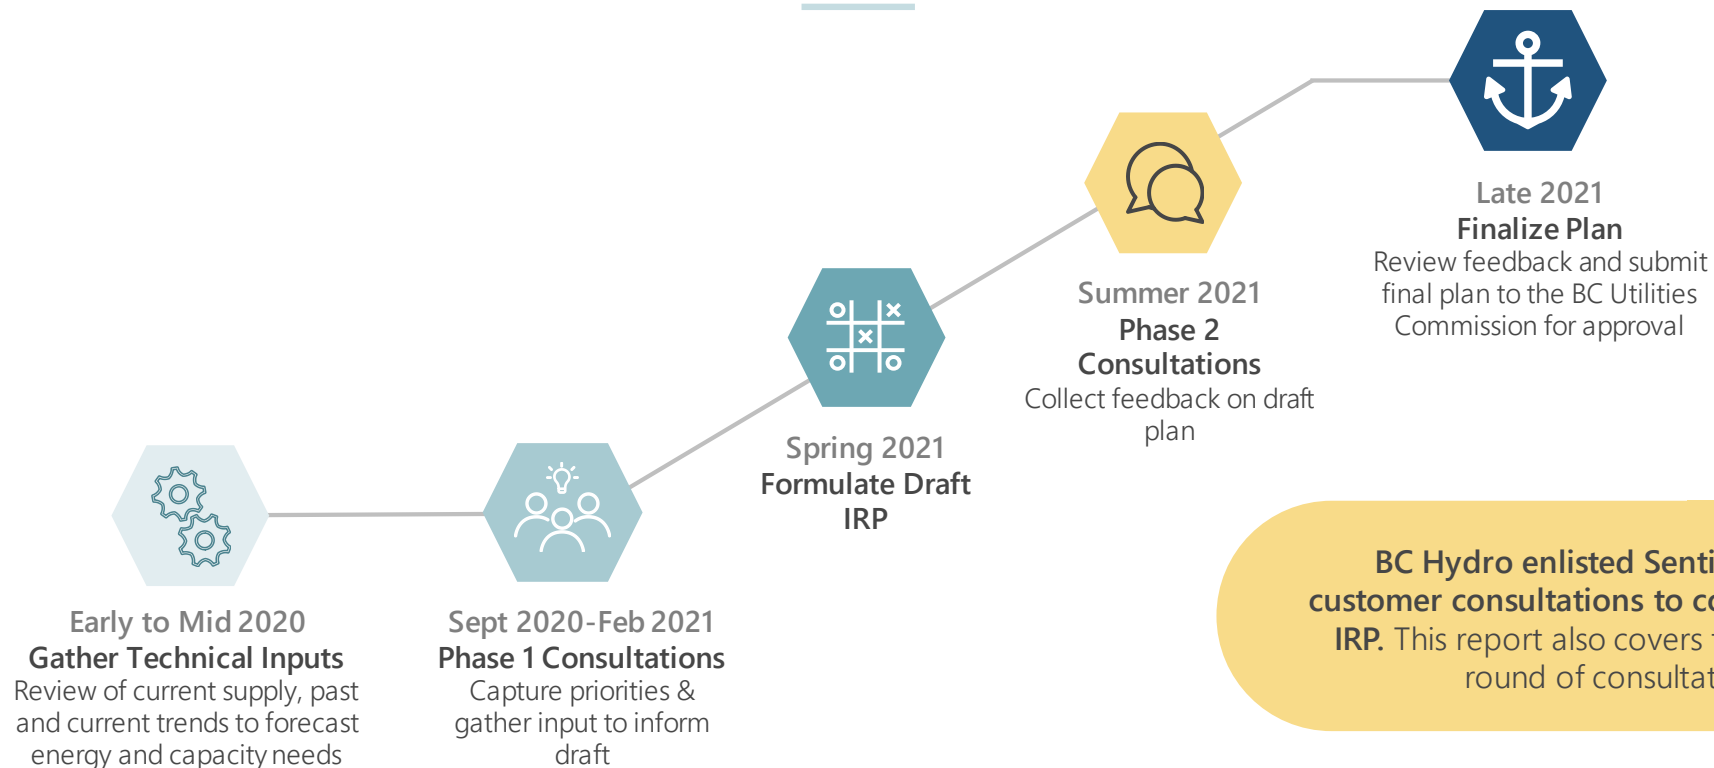 Early to Mid 2020
Gather Technical Inputs
Review of current supply, past
and current trends to forecast
energy and capacity needs
Sept 2020-Feb 2021
Phase 1 Consultations
Capture priorities &
gather input to inform
draft
Spring 2021
Formulate Draft
IRP
Summer 2021
Phase 2
Consultations
Collect feedback on draft
plan
Late 2021
Finalize Plan
Review feedback and submit
final plan to the BC Utilities
Commission for approval
BC Hydro enlisted
customer consultations to
IRP. This report also covers
round of